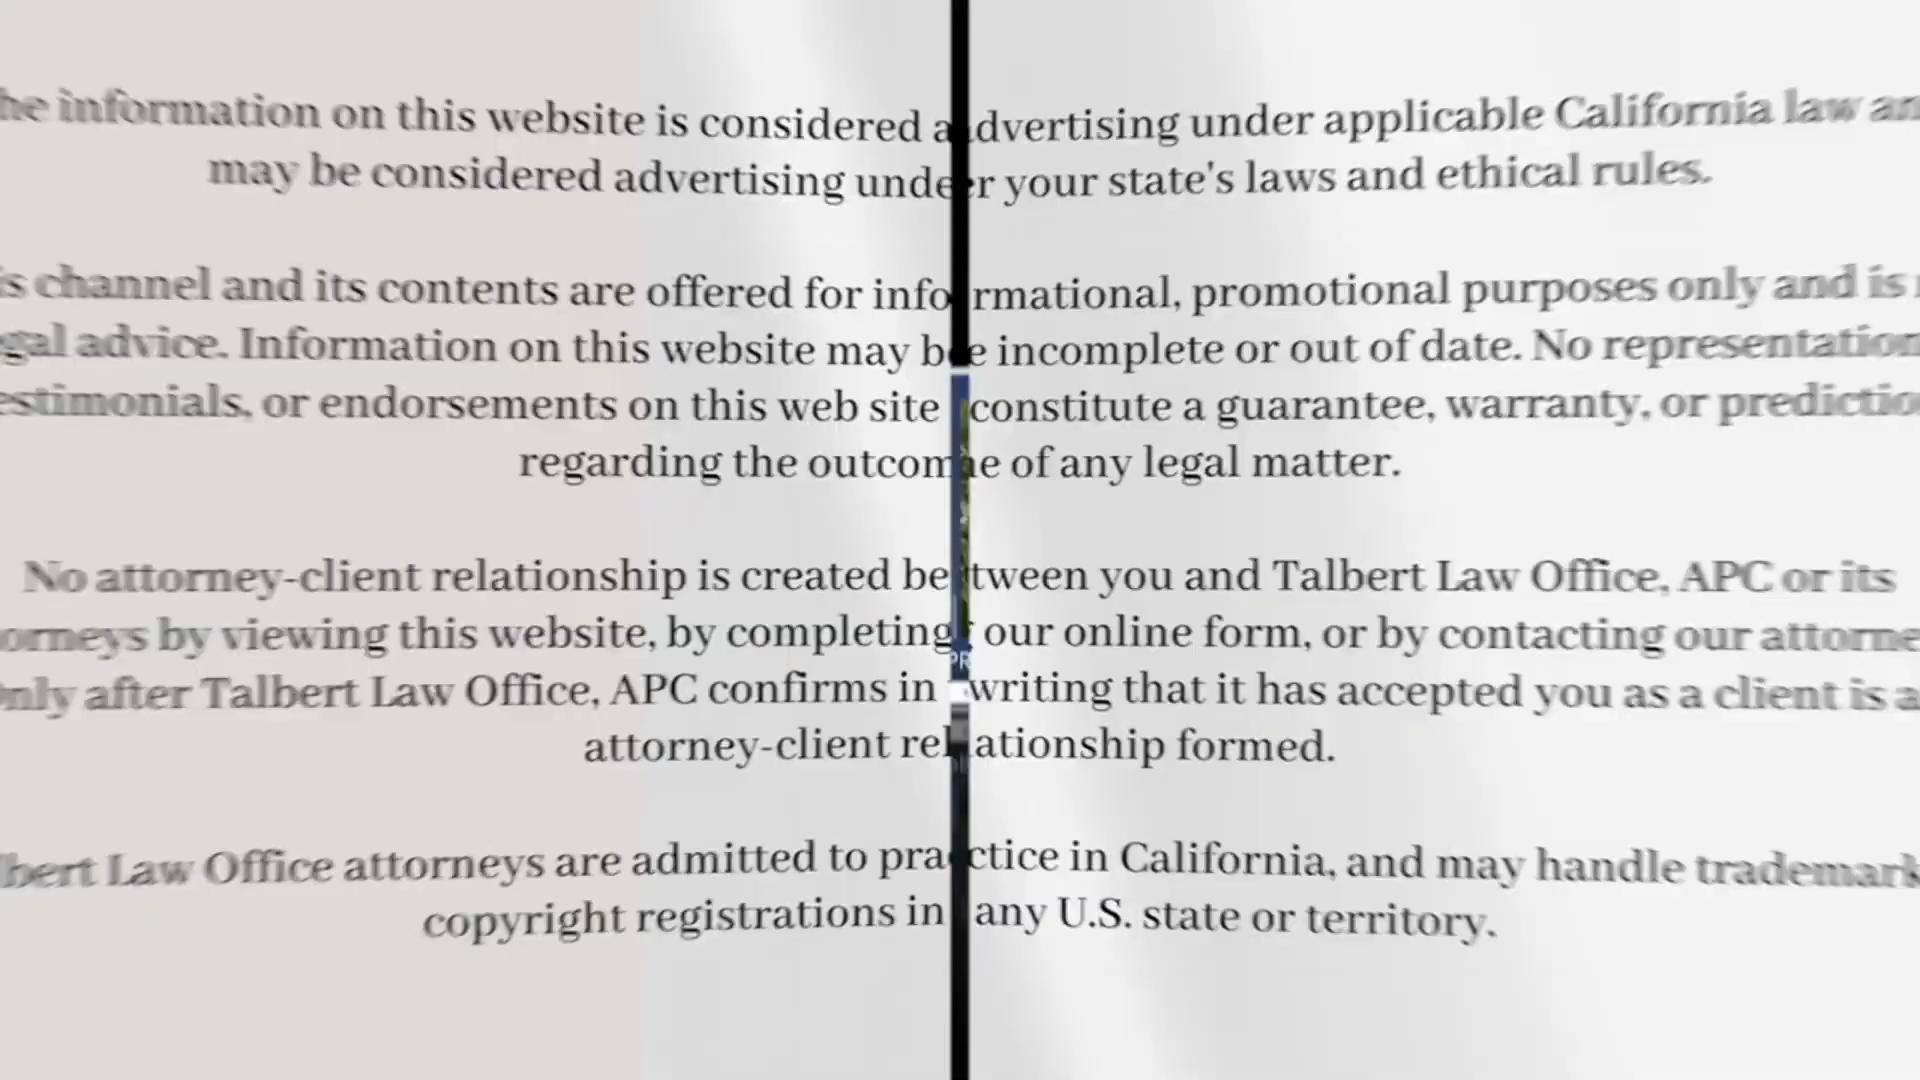 he information on this website is considered advertising under applicable California law an
may be considered advertising under your state's laws and ethical rules.
is channel and its contents are offered for informational, promotional purposes only and is
gal advice. Information on this website may be incomplete or out of date. No representation
estimonials, or endorsements on this web site constitute a guarantee, warranty, or predictio
regarding the outcome of any legal matter.
No attorney-client relationship is created between you and Talbert Law Office, APC or its
orneys by viewing this website, by completing our online form, or by contacting our attorne
nly after Talbert Law Office, APC confirms in writing that it has accepted you as a client is a
attorney-client relationship formed.
lbert Law Office attorneys are admitted to practice in California, and may handle trademark
copyright registrations in any U.S. state or territory.
PR